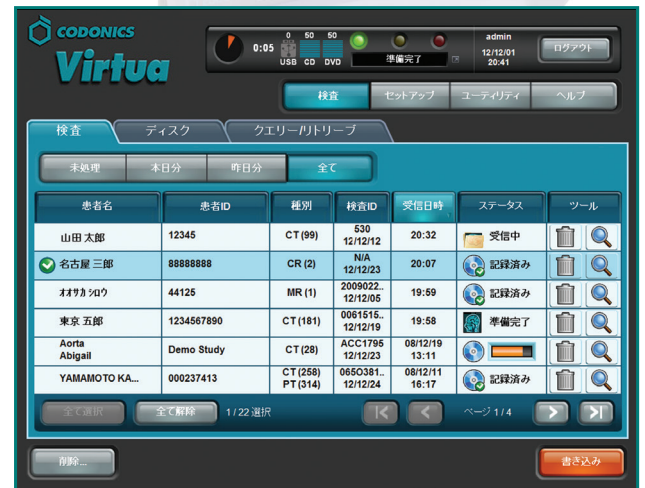 CODONICS
Virtua
0:05
0 50 50
USB CD DVD
準備完了
admin
12/12/01
20:41
ログアウト
検査 セットアップ ユーティリティ ヘルプ
検査 ディスク クエリー/リトリーブ
未処理 本日分 昨日分 全て
患者名 患者ID 種別 検査ID 受信日時 ステータス ツール
山田 太郎 12345 CT (99) 530 12/12/12 20:32 受信中
名古屋 三郎 88888888 CR (2) N/A 12/12/23 20:07 記録済み
オオサカ シロウ 44125 MR (1) 2009022.. 12/12/05 19:59 記録済み
東京 五郎 1234567890 CT (181) 0061515.. 12/12/19 19:58 準備完了
Aorta Abigail Demo Study CT (28) ACC1795 12/12/23 08/12/19 13:11
YAMAMOTO KA... 000237413 CT (258) PT (314) 0650381.. 12/12/24 08/12/11 16:17 記録済み
全て選択 全て解除 1 / 22 選択 ページ 1 / 4
削除... 書き込み